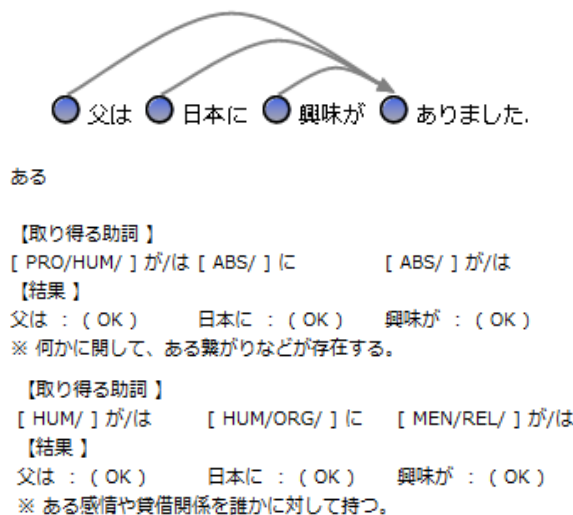 父は 日本に 興味が ありました.
ある
【取り得る助詞 】
[ PRO/HUM/ ] が/は [ ABS/ ] に [ ABS/ ] が/は
【結果 】
父は : ( OK ) 日本に : ( OK ) 興味が : ( OK )
※ 何かに関して、ある繋がりなどが存在する。
【取り得る助詞 】
[ HUM/ ] が/は [ HUM/ORG/ ] に [ MEN/REL/ ] が/は
【結果 】
父は : ( OK ) 日本に : ( OK ) 興味が : ( OK )
※ ある感情や貸借関係を誰かに対して持つ。